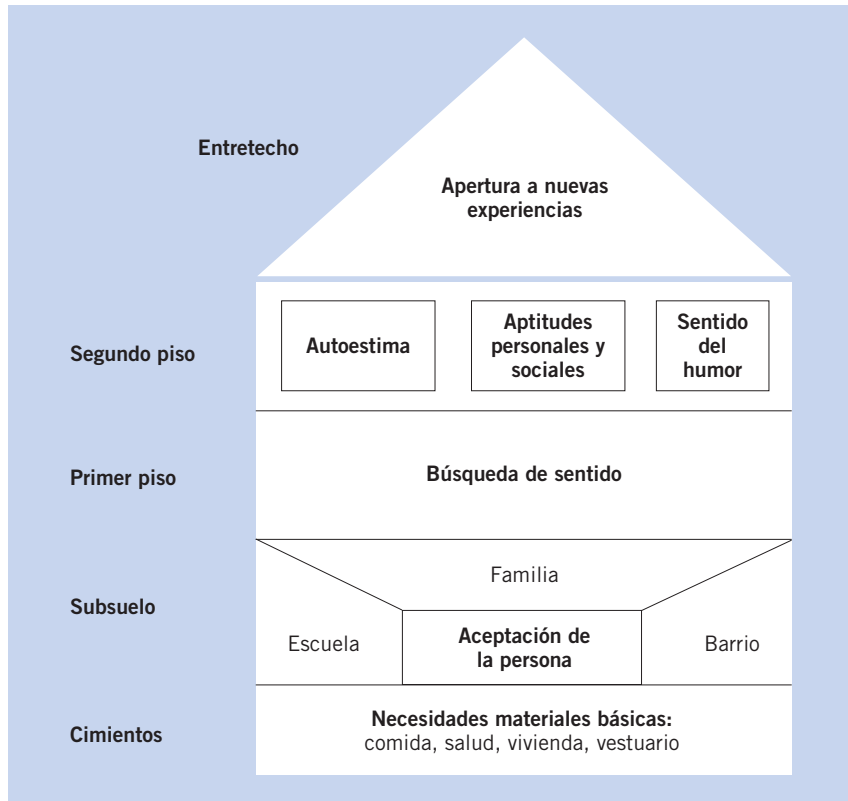 Entretecho
Apertura a nuevas
experiencias
Segundo piso
Autoestima
Aptitudes
personales y
sociales
Sentido
del
humor
Primer piso
Búsqueda de sentido
Subsuelo
Familia
Escuela
Aceptación de
la persona
Barrio
Cimientos
Necesidades materiales básicas:
comida, salud, vivienda, vestuario